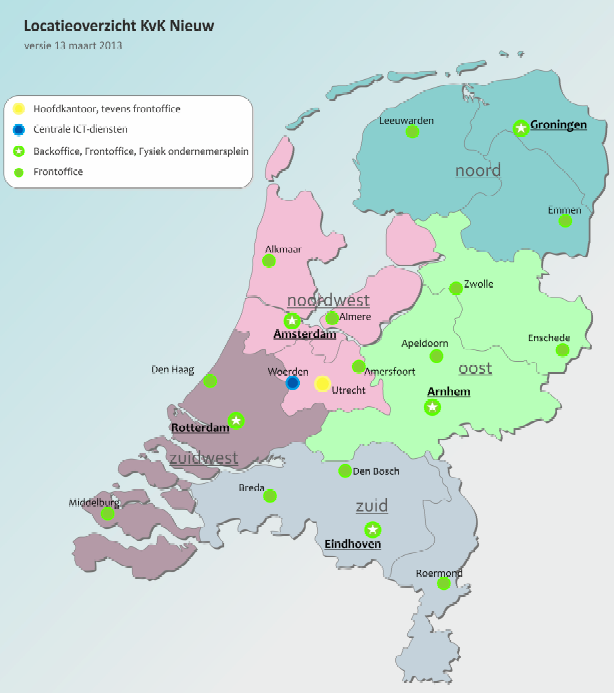 Locatieoverzicht KvK Nieuw
versie 13 maart 2013
Hoofdkantoor, tevens frontoffice
Centrale ICT-diensten
Backoffice, Frontoffice, Fysiek ondernemersplein
Frontoffice
Leeuwarden
Groningen
noord
Emmen
Alkmaar
Zwolle
noordwest
Almere
Amsterdam
Enschede
Apeldoorn
oost
Den Haag
Woerden
Amersfoort
Utrecht
Arnhem
Rotterdam
zuidwest
Den Bosch
Breda
Middelburg
zuid
Eindhoven
Roermond